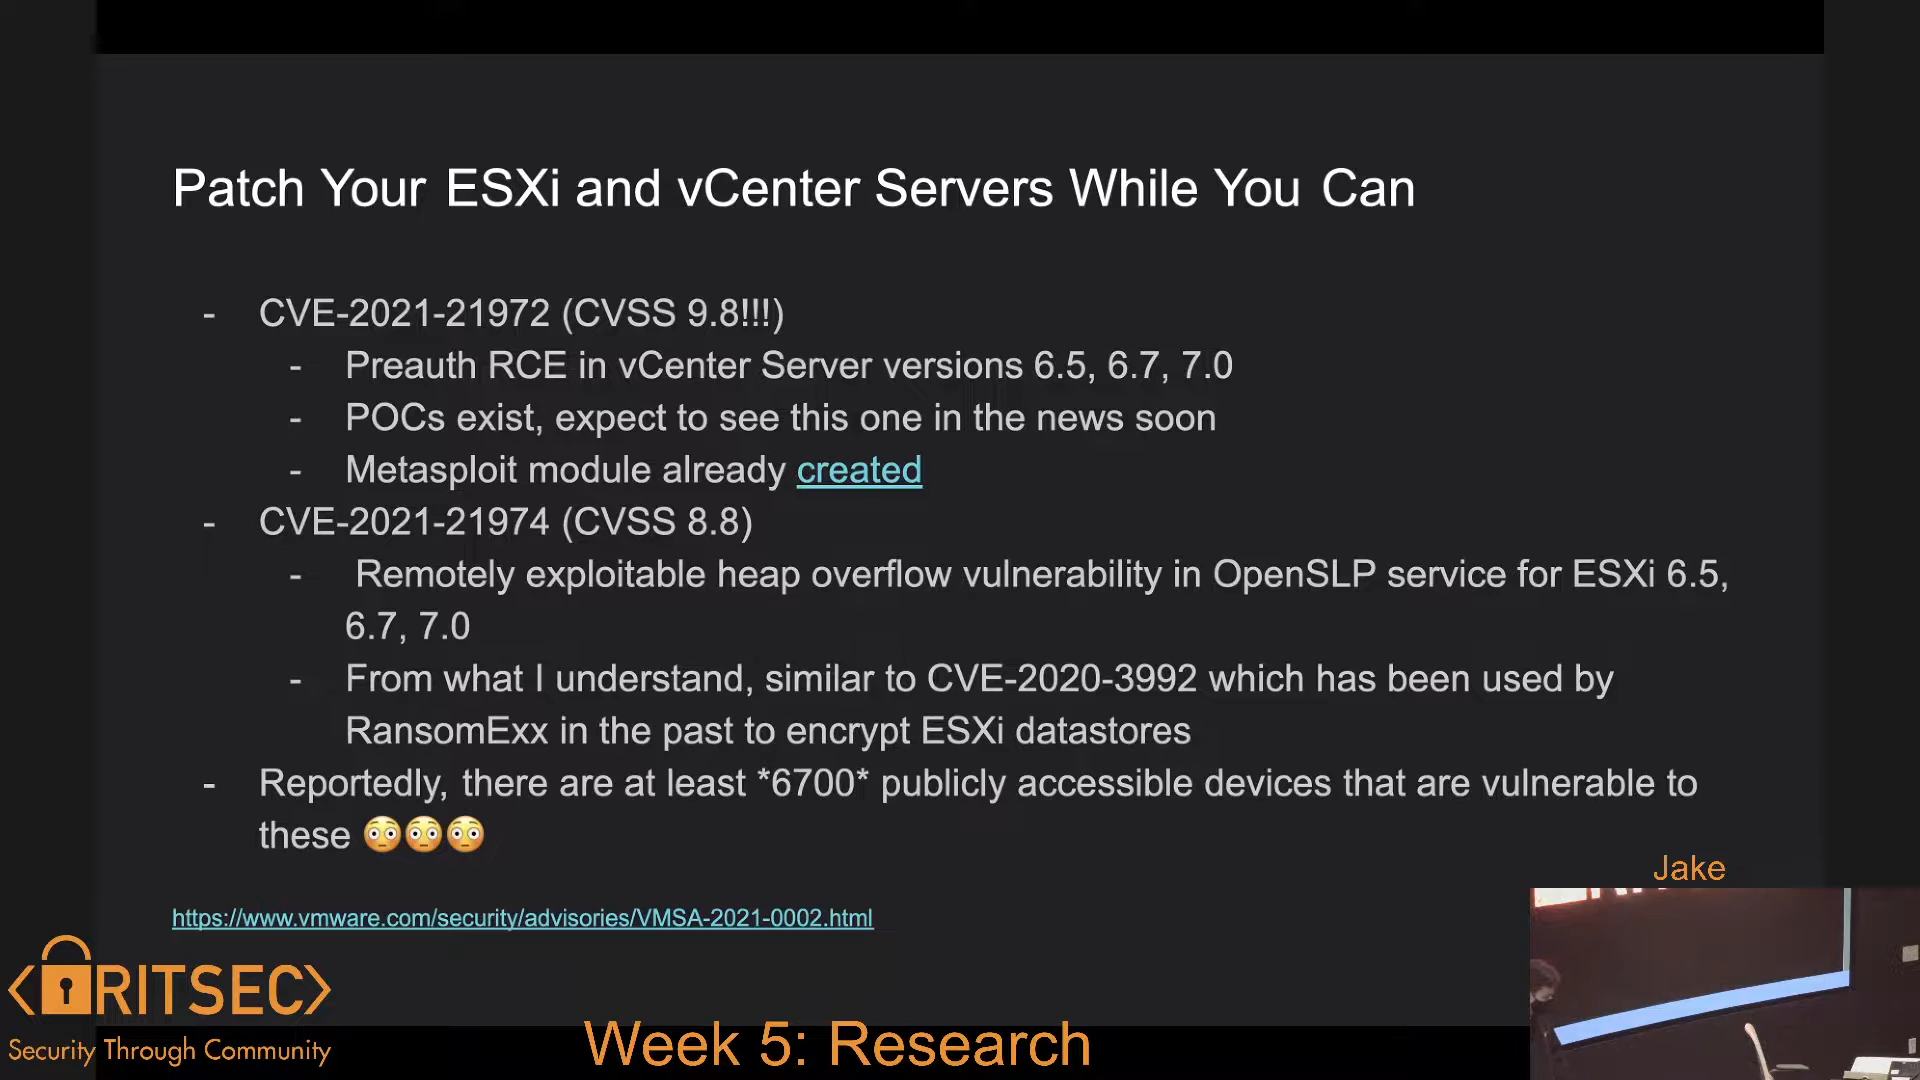 Patch Your ESXi and vCenter Servers While You Can
- CVE-2021-21972 (CVSS 9.8!!!)
- Preauth RCE in vCenter Server versions 6.5, 6.7, 7.0
- POCs exist, expect to see this one in the news soon
- Metasploit module already created
- CVE-2021-21974 (CVSS 8.8)
- Remotely exploitable heap overflow vulnerability in OpenSLP service for ESXi 6.5,
6.7, 7.0
- From what I understand, similar to CVE-2020-3992 which has been used by
RansomExx in the past to encrypt ESXi datastores
- Reportedly, there are at least *6700* publicly accessible devices that are vulnerable to
these 😳😳😳
Jake
https://www.vmware.com/security/advisories/VMSA-2021-0002.html
RITSEC
Security Through Community
Week 5: Research